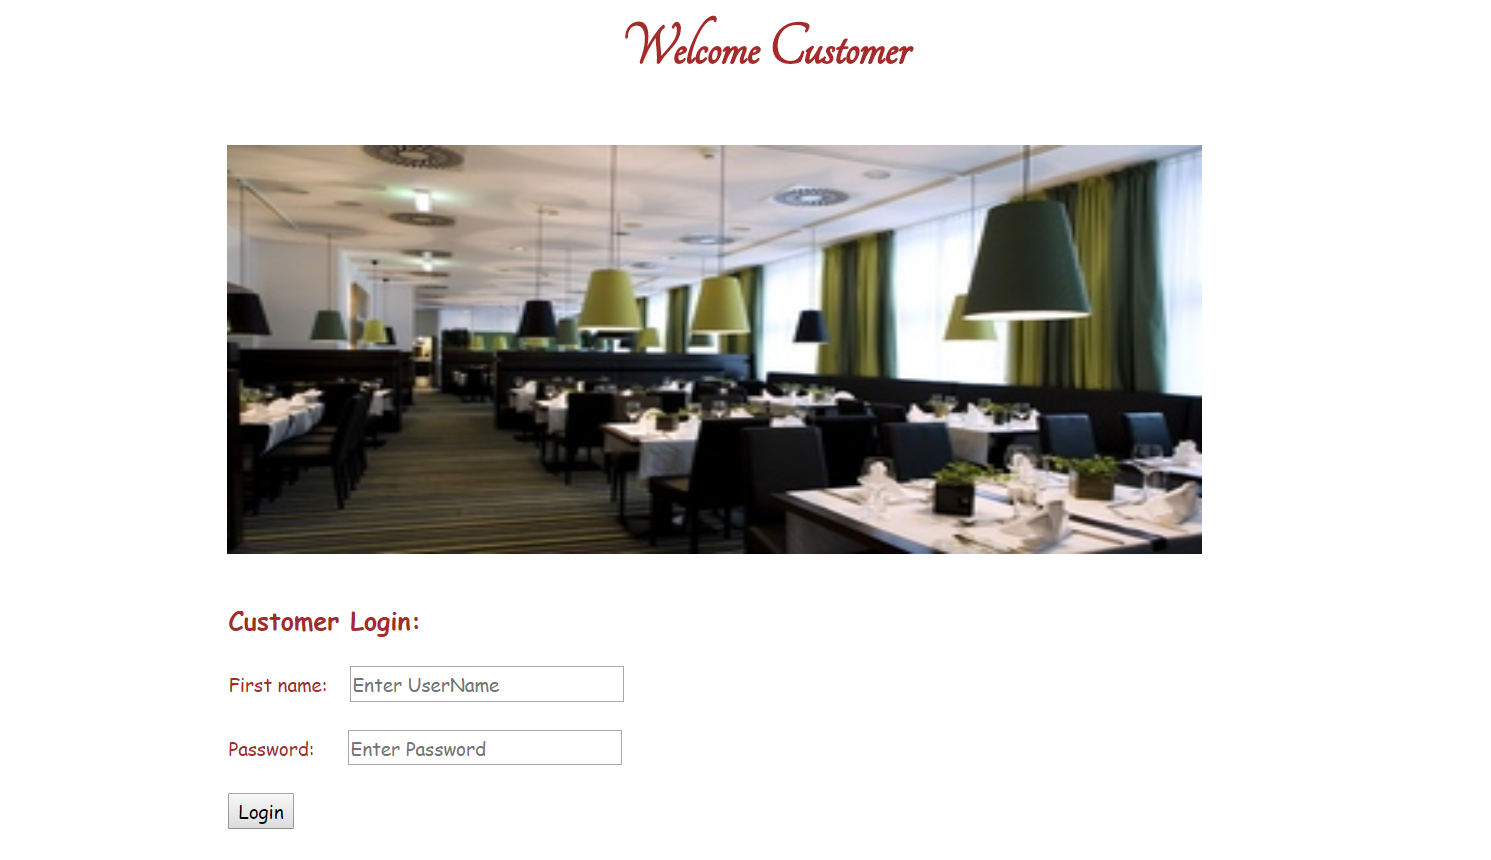 Welcome Customer
Customer Login:
First name: Enter UserName
Password: Enter Password
Login